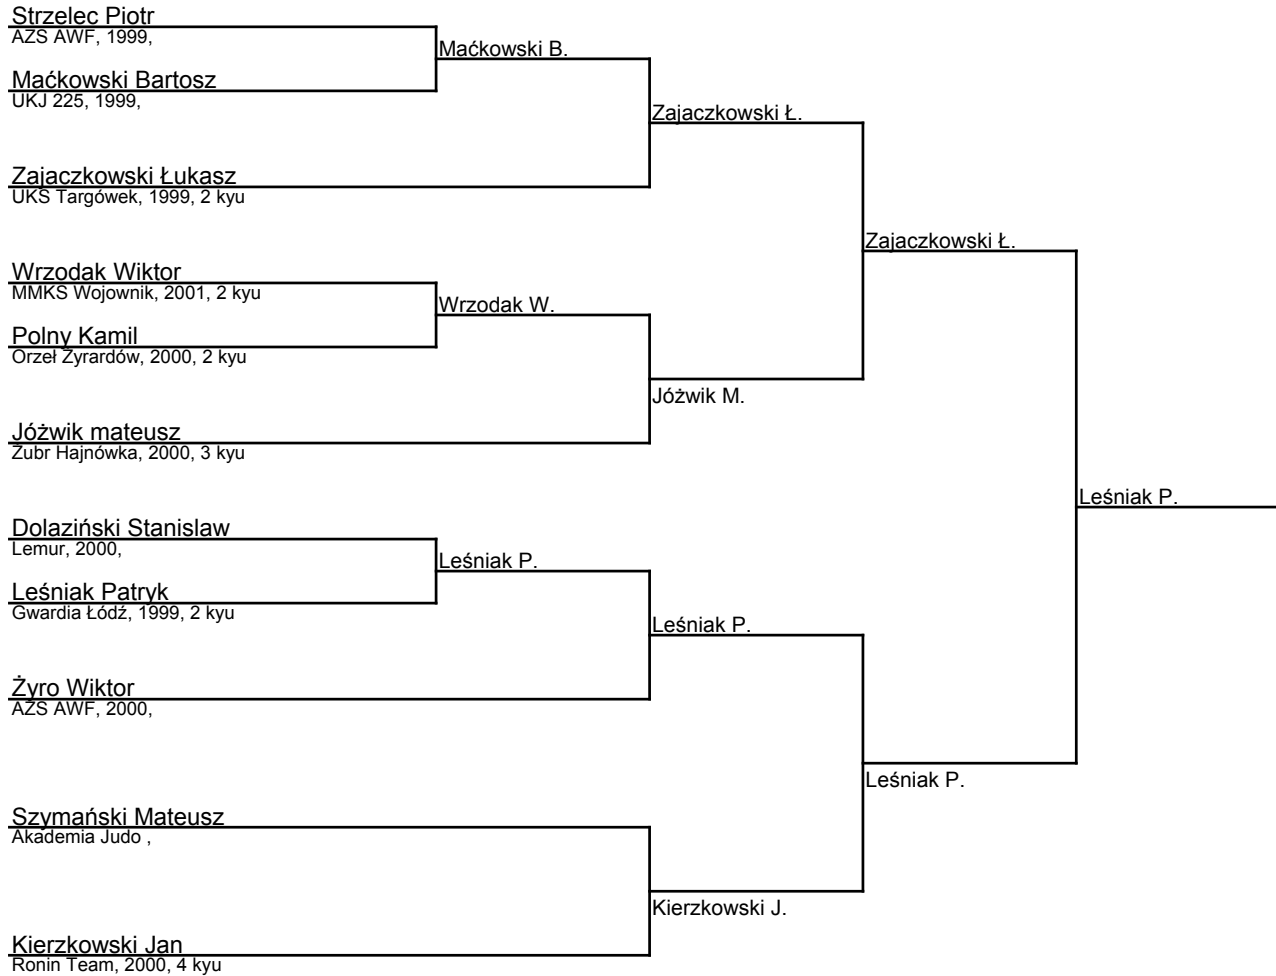 Strzelec Piotr
AZS AWF, 1999,
Maćkowski B.
Maćkowski Bartosz
UKJ 225, 1999,
Zajaczkowski Ł.
Zajaczkowski Łukasz
UKS Targówek, 1999, 2 kyu
Zajaczkowski Ł.
Wrzodak Wiktor
MMKS Wojownik, 2001, 2 kyu
Wrzodak W.
Polny Kamil
Orzeł Żyrardów, 2000, 2 kyu
Jóżwik M.
Jóżwik mateusz
Żubr Hajnówka, 2000, 3 kyu
Leśniak P.
Dolaziński Stanislaw
Lemur, 2000,
Leśniak P.
Leśniak Patryk
Gwardia Łódź, 1999, 2 kyu
Leśniak P.
Żyro Wiktor
AZS AWF, 2000,
Leśniak P.
Szymański Mateusz
Akademia Judo ,
Kierzkowski J.
Kierzkowski Jan
Ronin Team, 2000, 4 kyu